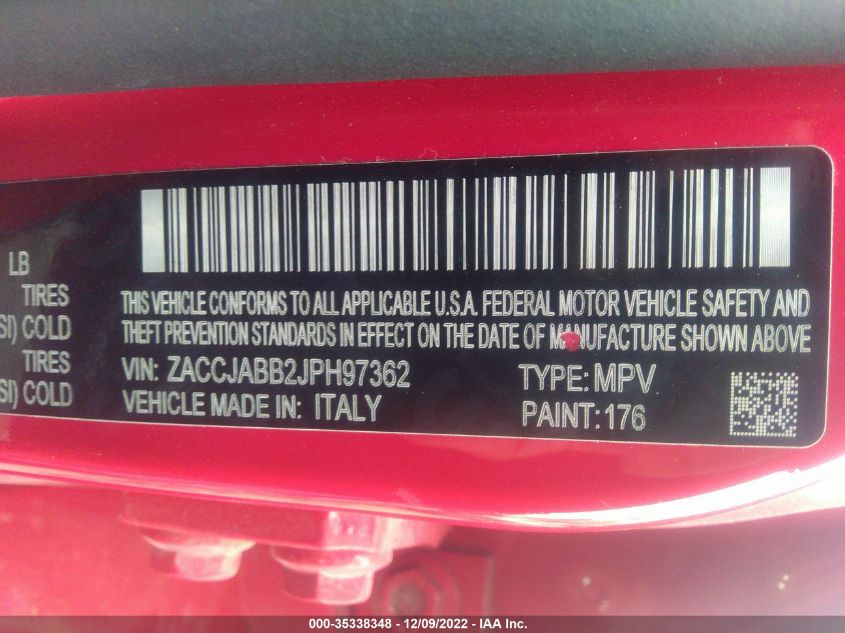 LB
TIRES
SI) COLD
TIRES
SI) COLD
THIS VEHICLE CONFORMS TO ALL APPLICABLE U.S.A. FEDERAL MOTOR VEHICLE SAFETY AND
THEFT PREVENTION STANDARDS IN EFFECT ON THE DATE OF MANUFACTURE SHOWN ABOVE
VIN: ZACCJABB2JPH97362 TYPE: MPV
VEHICLE MADE IN: ITALY PAINT:176
000-35338348 - 12/09/2022 - IAA Inc.